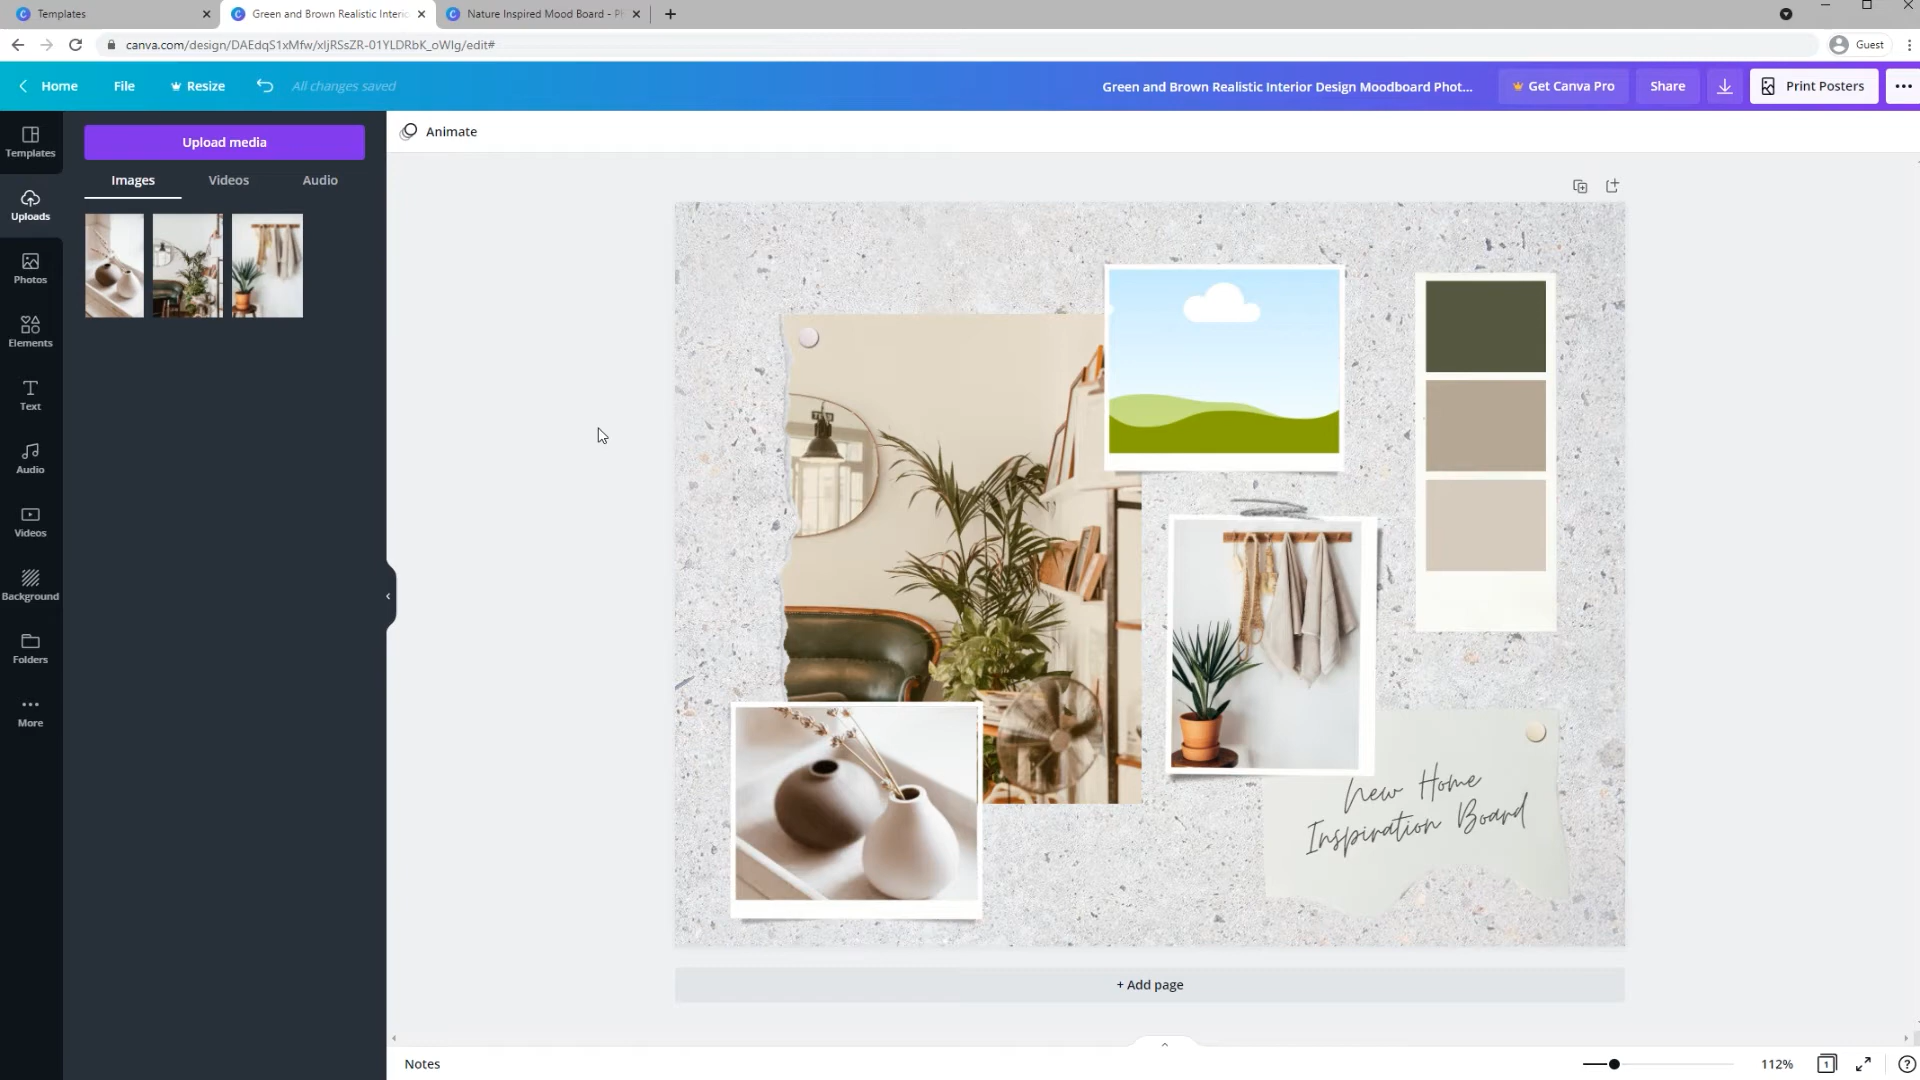 Templates
Green and Brown Realistic Interio
Nature Inspired Mood Board - Ph
canva.com/design/DAEdqS1xMfw/xIjRSsZR-01YLDRbK_oWIg/edit#
Guest
Home
File
Resize
All changes saved
Green and Brown Realistic Interior Design Moodboard Phot...
Get Canva Pro
Share
Print Posters
Templates
Uploads
Photos
Elements
Text
Audio
Videos
Background
Folders
More
Upload media
Images
Videos
Audio
Animate
New Home
Inspiration Board
+ Add page
Notes
112%
1